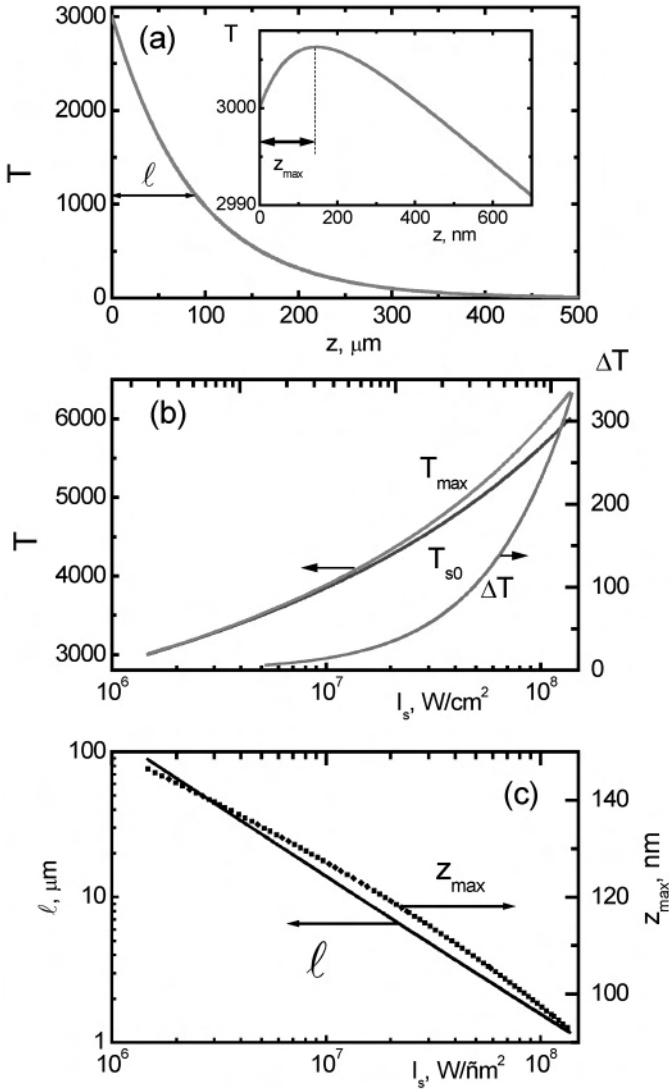 (a)
T
3000
2000
1000
0
ℓ
0 100 200 300 400 500
z, μm
T
3000
2990
z_max
0 200 400 600
z, nm
(b)
ΔT
T
6000
5000
4000
3000
T_max
T_s0
ΔT
300
200
100
0
10^6 10^7 10^8
I_s, W/cm^2
(c)
ℓ, μm
100
10
1
z_max
ℓ
140
120
100
z_max, nm
10^6 10^7 10^8
I_s, W/ñm^2